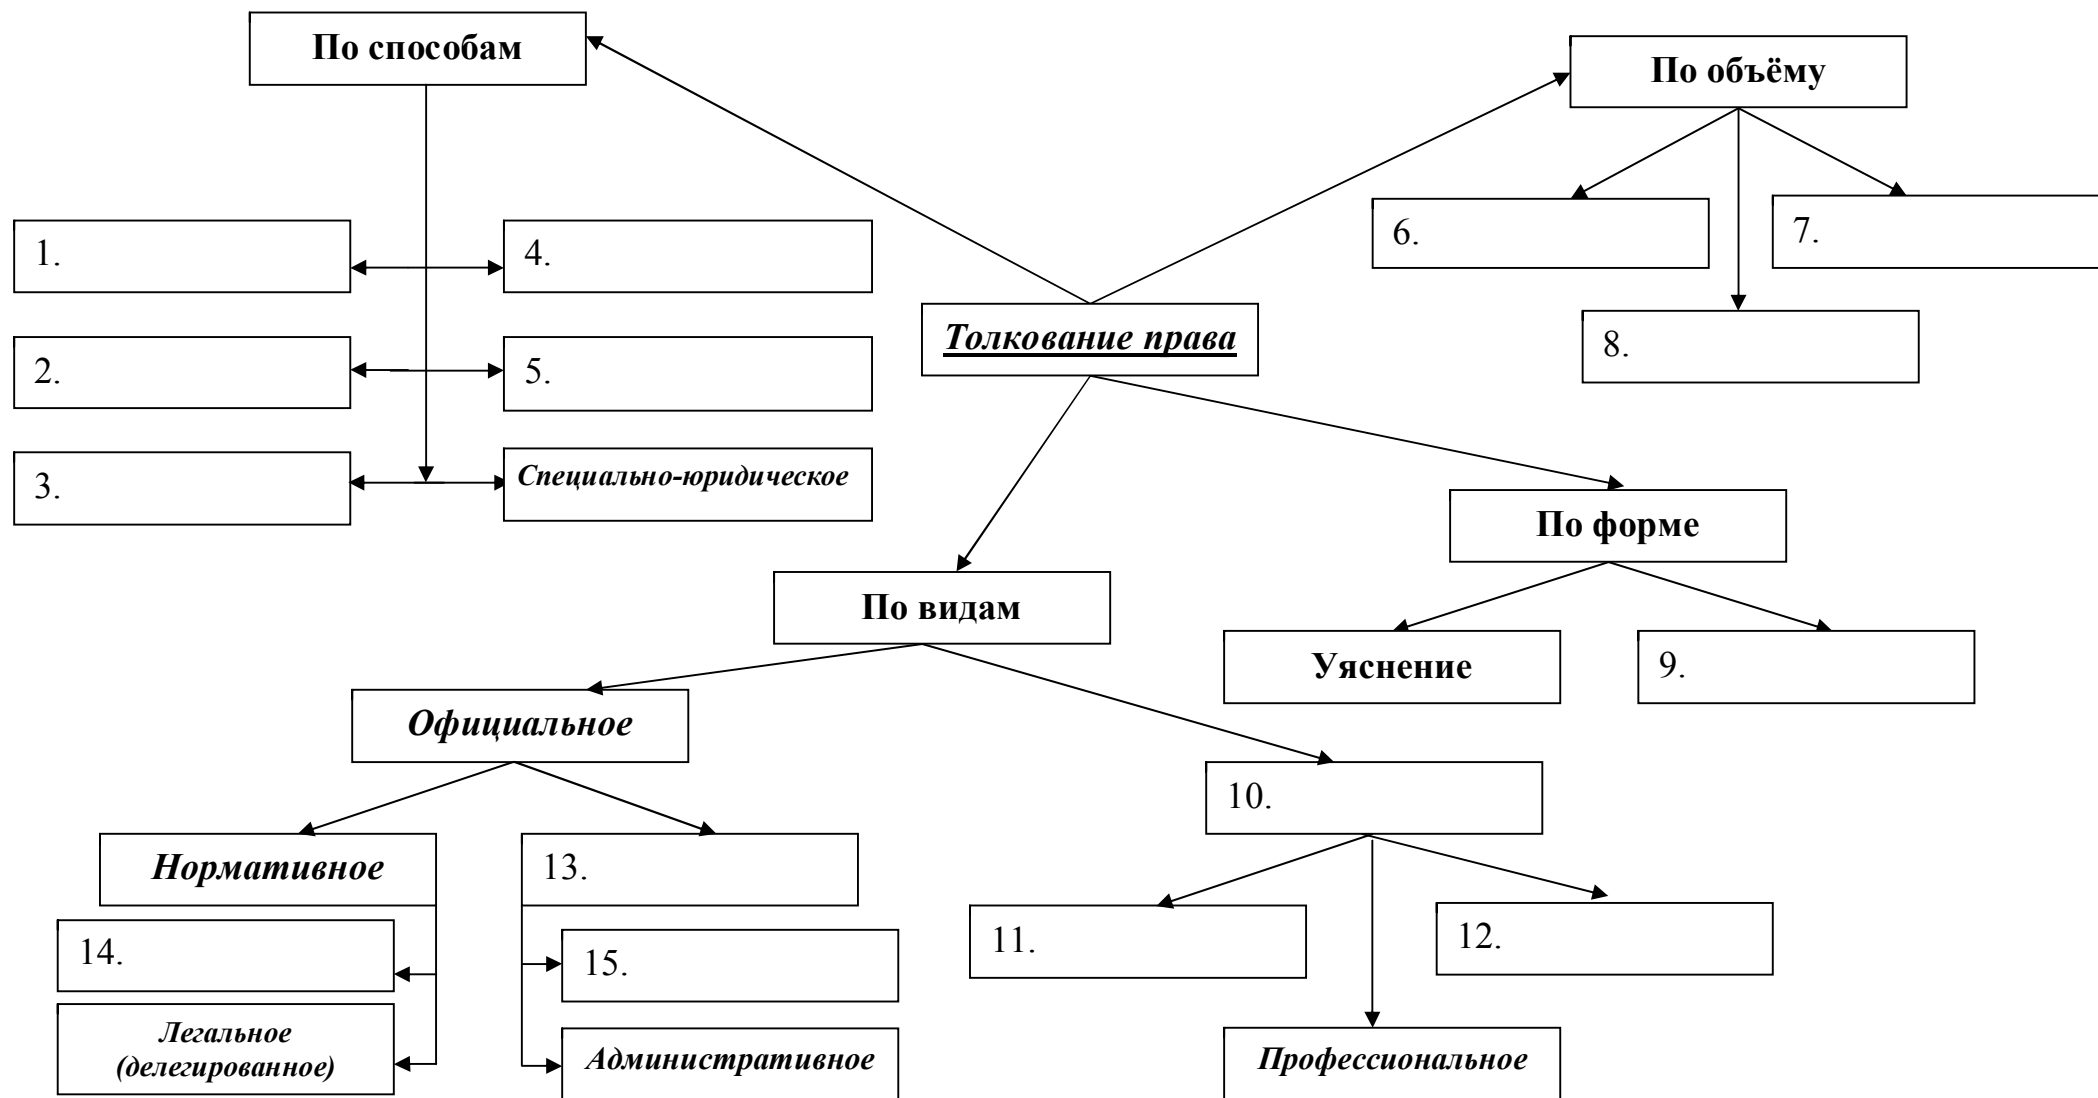 По способам
По объёму
1.
4.
6.
7.
Толкование права
8.
2.
5.
3.
Специально-юридическое
По форме
По видам
Уяснение
9.
Официальное
10.
Нормативное
13.
11.
12.
14.
15.
Легальное
(делегированное)
Административное
Профессиональное